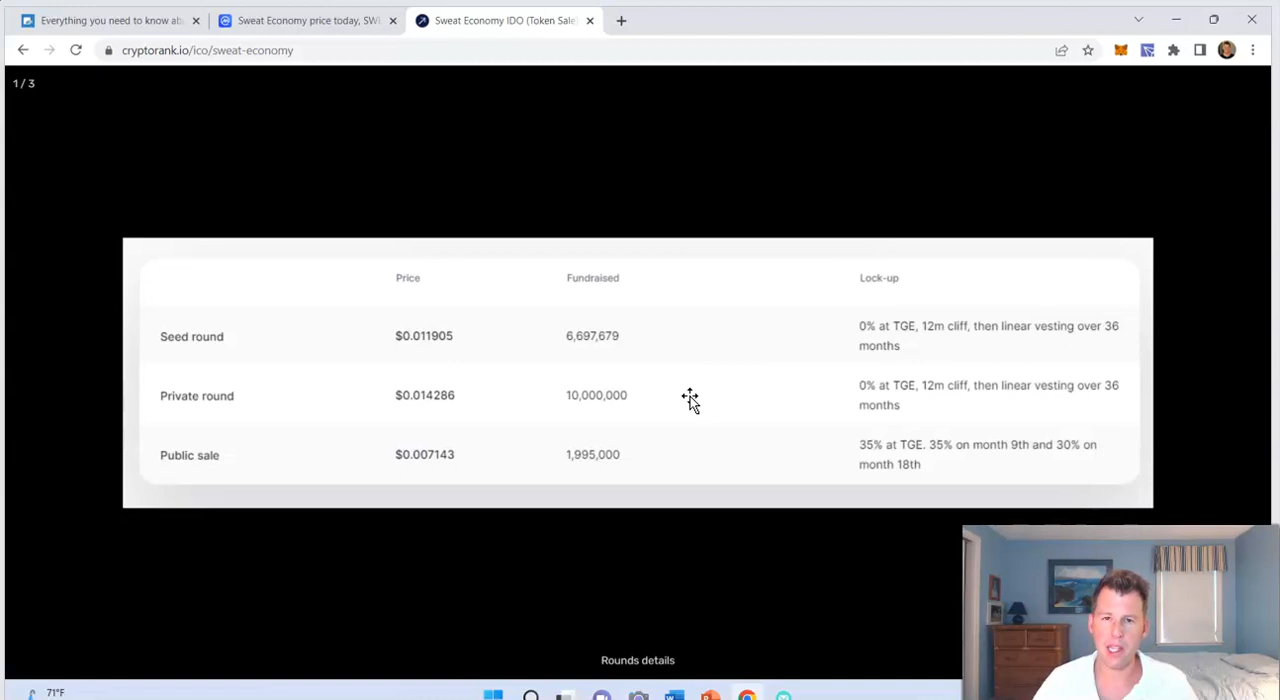 Everything you need to know ab
Sweat Economy price today, SW
Sweat Economy IDO (Token Sale)
cryptorank.io/ico/sweat-economy
1 / 3
Price Fundraised Lock-up
Seed round $0.011905 6,697,679 0% at TGE, 12m cliff, then linear vesting over 36
months
Private round $0.014286 10,000,000 0% at TGE, 12m cliff, then linear vesting over 36
months
Public sale $0.007143 1,995,000 35% at TGE. 35% on month 9th and 30% on
month 18th
Rounds details
71°F